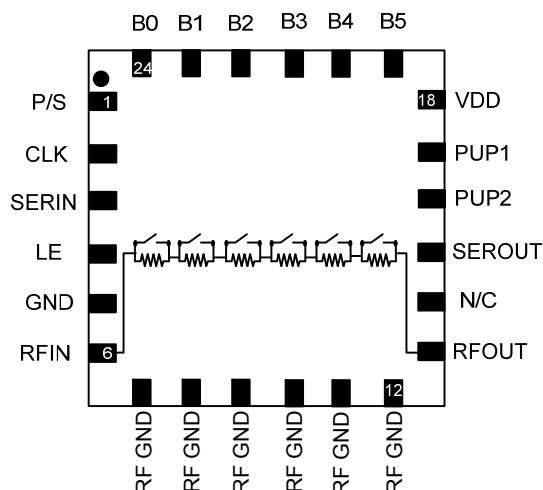 B0 B1 B2 B3 B4 B5
24
P/S 1 18 VDD
CLK PUP1
SERIN PUP2
LE SEROUT
GND N/C
RFIN 6 RFOUT
12
RF GND
RF GND
RF GND
RF GND
RF GND
RF GND